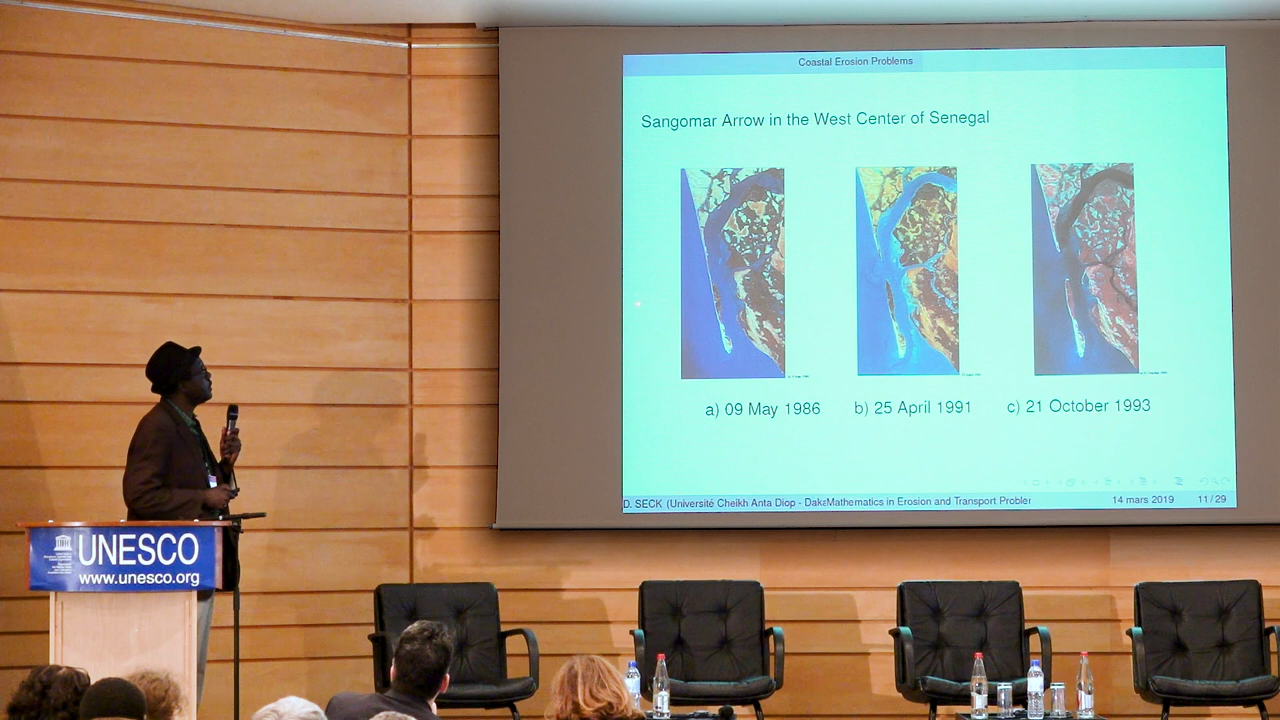 Coastal Erosion Problems
Sangomar Arrow in the West Center of Senegal
a) 09 May 1986
b) 25 April 1991
c) 21 October 1993
D. SECK (Université Cheikh Anta Diop - Dak Mathematics in Erosion and Transport Probler
14 mars 2019
11 / 29
UNESCO
www.unesco.org